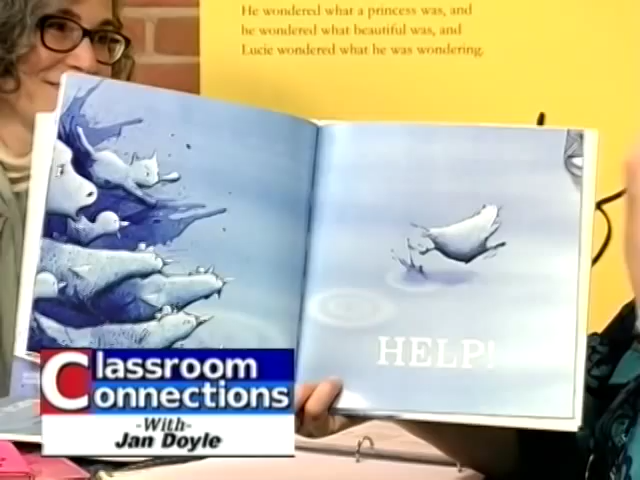 He wondered what a princess was, and
he wondered what beautiful was, and
Lucie wondered what he was wondering.
HELP!
Classroom
Connections
-With-
Jan Doyle